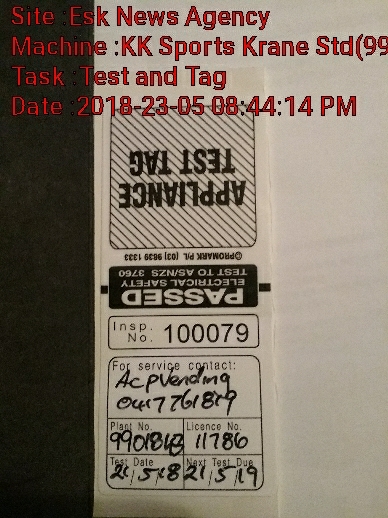 Site :Esk News Agency
Machine :KK Sports Krane Std(99
Task :Test and Tag
Date :2018-23-05 08:44:14 PM
APPLIANCE
TEST TAG
©PROMARK P/L (03) 9639 1333
PASSED
ELECTRICAL SAFETY
TEST TO AS/NZS 3760
Insp. No. 100079
For service contact:
Acp Vending
Plant No. Licence No.
11786
Test Date Next Test Due
21/5/18 21/5/19